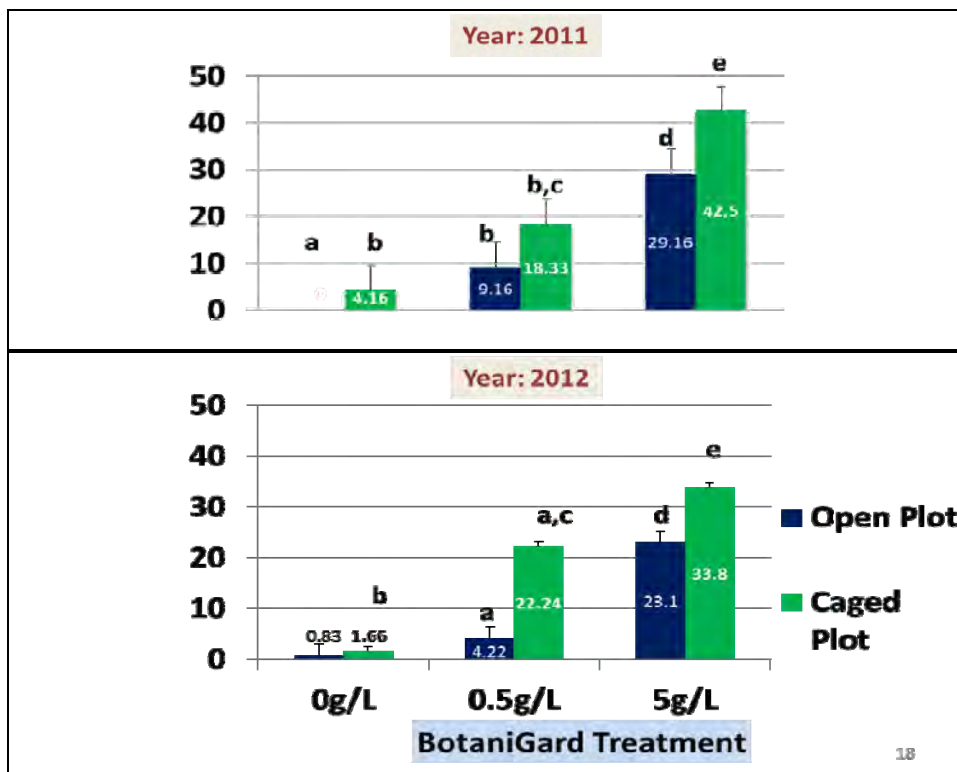 Year: 2011
50
40
30
20
10
0
a
b
b
b,c
d
e
0
4.16
9.16
18.33
29.16
42.5
Year: 2012
50
40
30
20
10
0
b
a
a,c
d
e
0.83
1.66
4.22
22.24
23.1
33.8
Open Plot
Caged
Plot
0g/L
0.5g/L
5g/L
BotaniGard Treatment
18